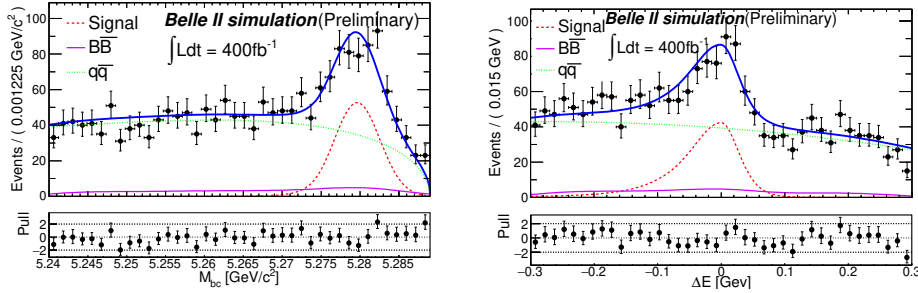 Belle II simulation(Preliminary)
Signal
BB̅
qq̅
∫Ldt = 400fb⁻¹
Events / ( 0.001225 GeV/c² )
100
80
60
40
20
0
Pull
2
0
−2
5.24 5.245 5.25 5.255 5.26 5.265 5.27 5.275 5.28 5.285
M_bc [GeV/c²]
Belle II simulation(Preliminary)
Signal
BB̅
qq̅
∫Ldt = 400fb⁻¹
Events / ( 0.015 GeV )
100
80
60
40
20
0
Pull
2
0
−2
−0.3 −0.2 −0.1 0 0.1 0.2 0.3
ΔE [Gev]